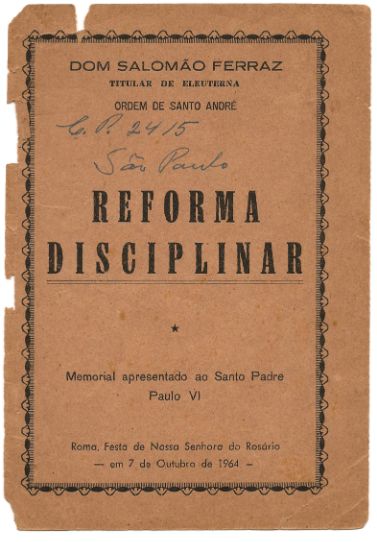 DOM SALOMÃO FERRAZ
TITULAR DE ELEUTERNA
ORDEM DE SANTO ANDRÉ
C. P. 2415
São Paulo
REFORMA
DISCIPLINAR
Memorial apresentado ao Santo Padre
Paulo VI
Roma, Festa de Nossa Senhora do Rosário
— em 7 de Outubro de 1964 —